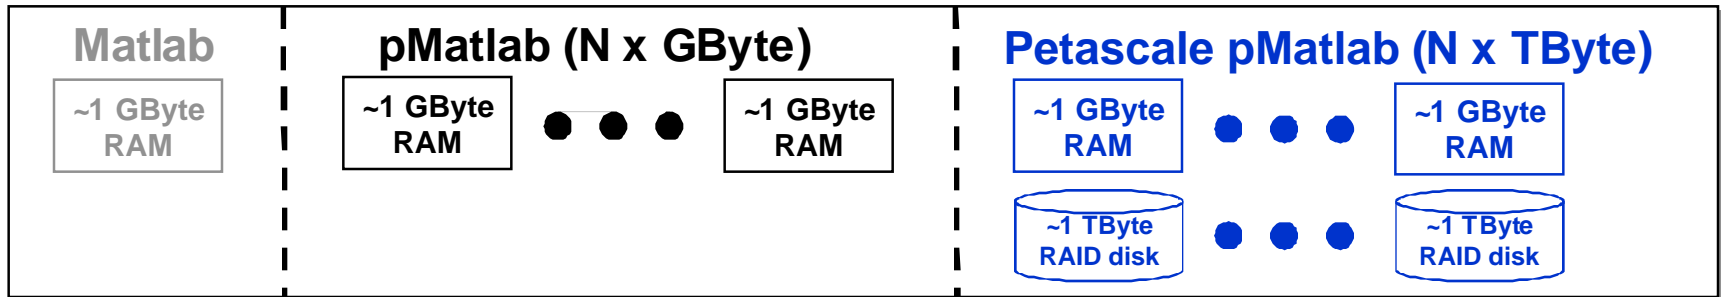 Matlab
~1 GByte
RAM
pMatlab (N x GByte)
~1 GByte
RAM
~1 GByte
RAM
Petascale pMatlab (N x TByte)
~1 GByte
RAM
~1 GByte
RAM
~1 TByte
RAID disk
~1 TByte
RAID disk